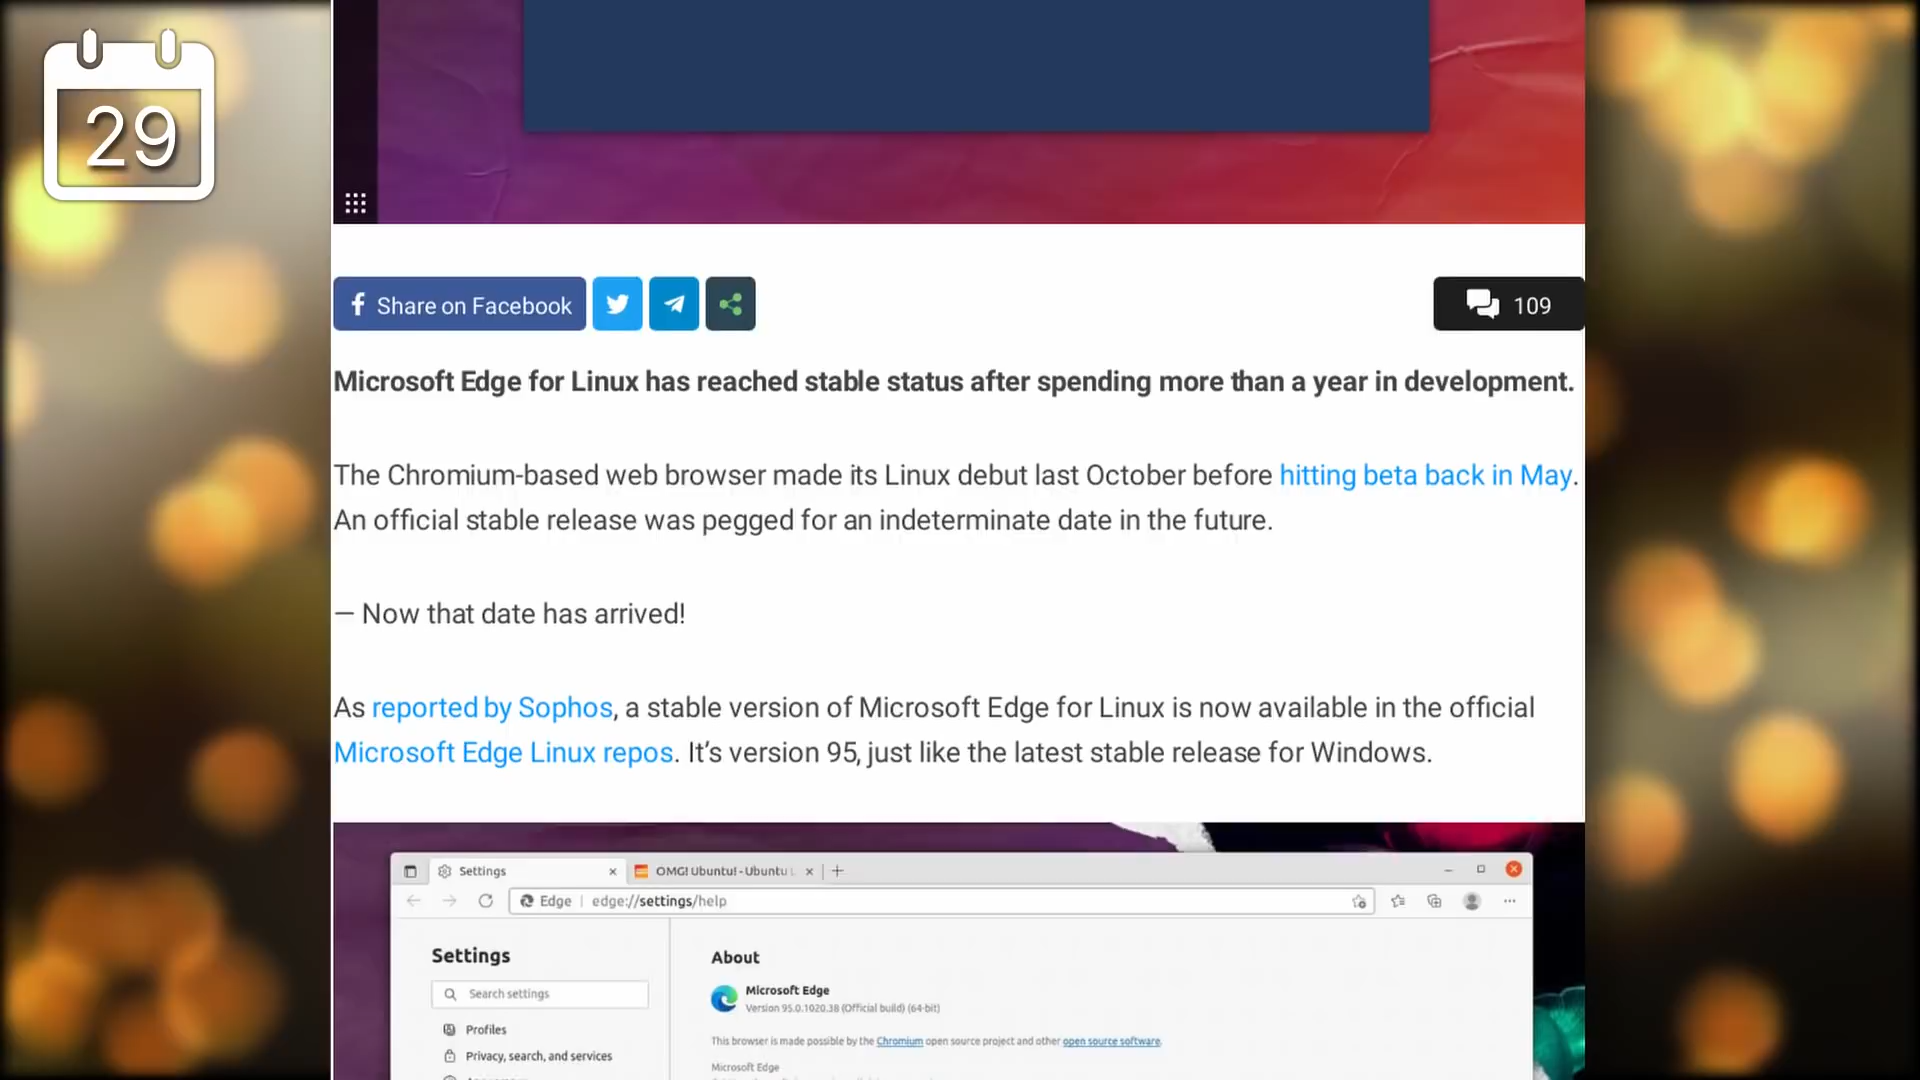 29
Share on Facebook
109
Microsoft Edge for Linux has reached stable status after spending more than a year in development.
The Chromium-based web browser made its Linux debut last October before hitting beta back in May.
An official stable release was pegged for an indeterminate date in the future.
— Now that date has arrived!
As reported by Sophos, a stable version of Microsoft Edge for Linux is now available in the official
Microsoft Edge Linux repos. It’s version 95, just like the latest stable release for Windows.
Settings
OMG! Ubuntu! - Ubuntu
Edge | edge://settings/help
Settings
About
Microsoft Edge
Version 95.0.1020.38 (Official build) (64-bit)
Search settings
Profiles
This browser is made possible by the Chromium open source project and other open source software.
Privacy, search, and services
Microsoft Edge